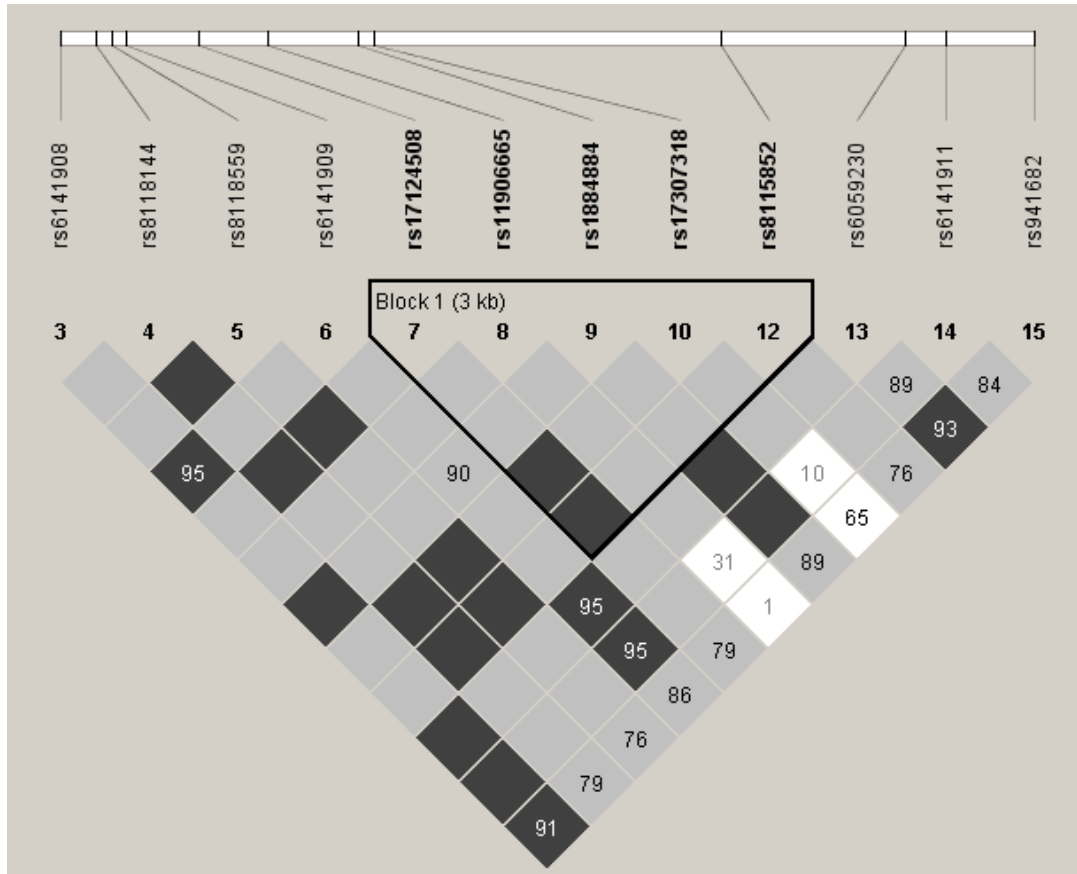 rs6141908
rs8118144
rs8118559
rs6141909
rs17124508
rs11906665
rs1884884
rs17307318
rs8115852
rs6059230
rs6141911
rs941682
Block 1 (3 kb)
3 4 5 6 7 8 9 10 12 13 14 15
89 84
93
95 90 10 76
65
31 89
95 1
95 79
86
76
79
91